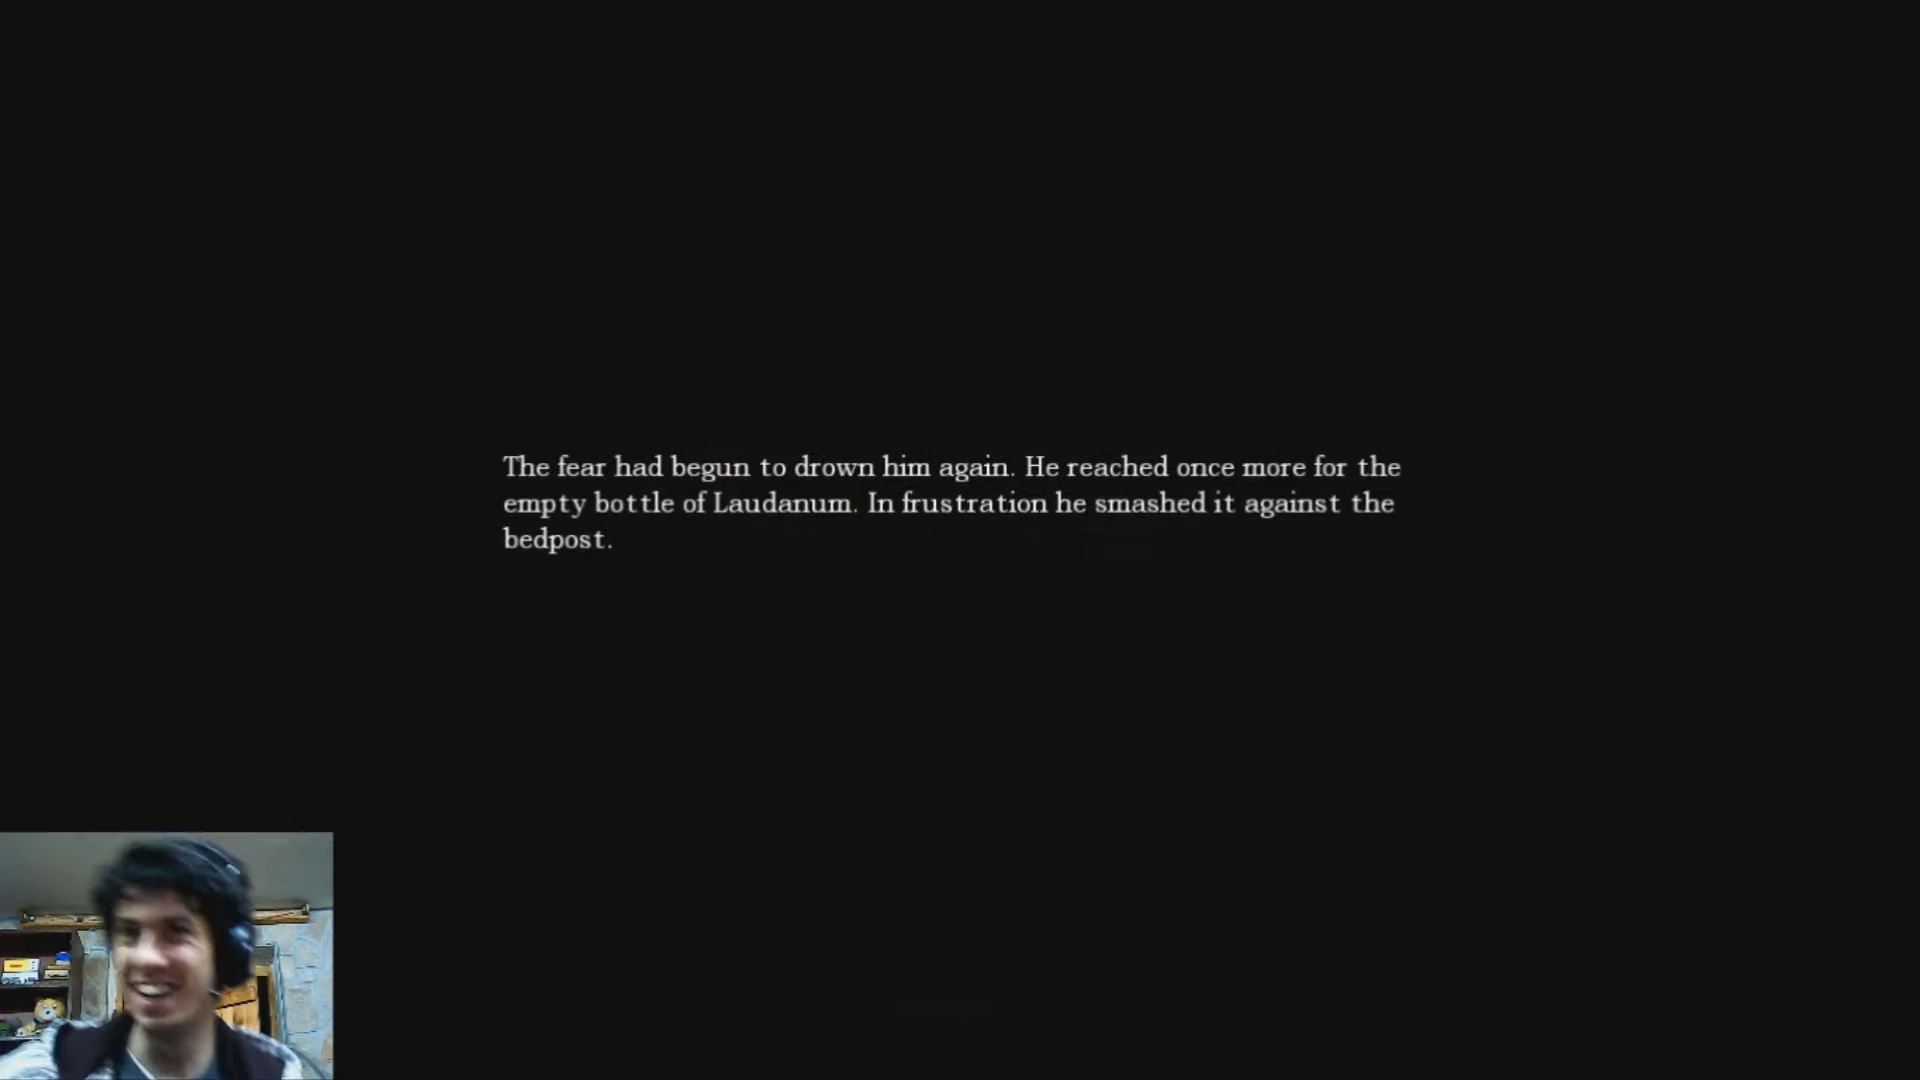 The fear had begun to drown him again. He reached once more for the
empty bottle of Laudanum. In frustration he smashed it against the
bedpost.